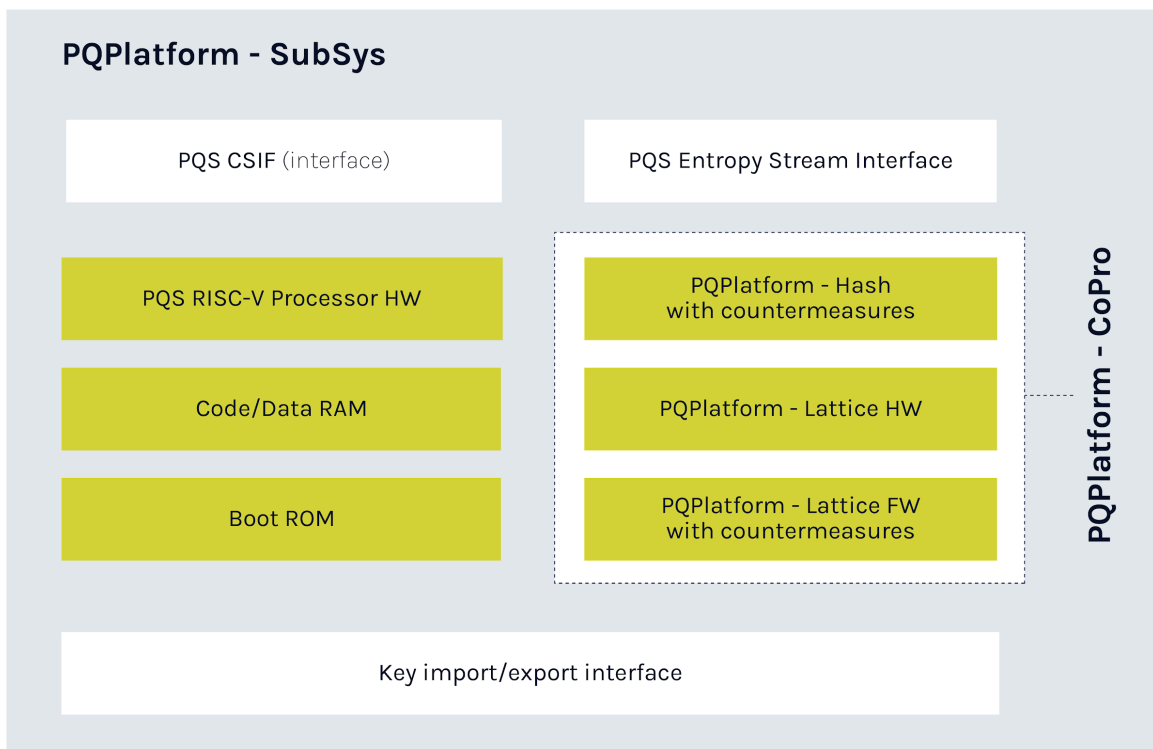 PQPlatform - SubSys
PQS CSIF (interface)
PQS Entropy Stream Interface
PQS RISC-V Processor HW
Code/Data RAM
Boot ROM
PQPlatform - Hash
with countermeasures
PQPlatform - Lattice HW
PQPlatform - Lattice FW
with countermeasures
PQPlatform - CoPro
Key import/export interface